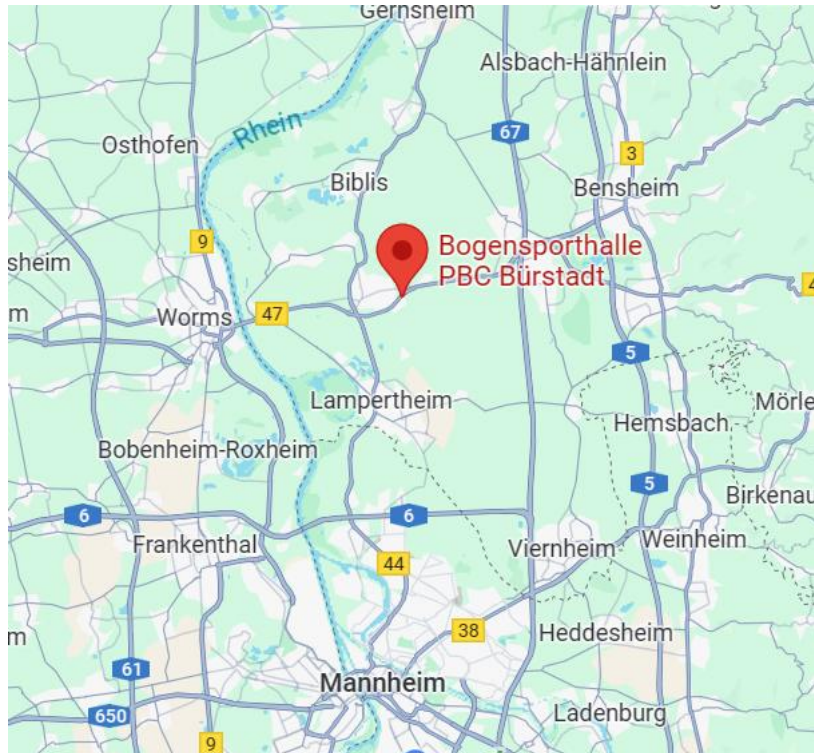 Gernsheim
Alsbach-Hähnlein
67
Rhein
Osthofen
3
Biblis
Bensheim
9
Bogensporthalle
PBC Bürstadt
sheim
4
m
Worms
47
5
Lampertheim
Mörle
Hemsbach
Bobenheim-Roxheim
5
Birkenau
6
6
Frankenthal
Viernheim
Weinheim
44
38
Heddesheim
m
61
Mannheim
650
Ladenburg
9